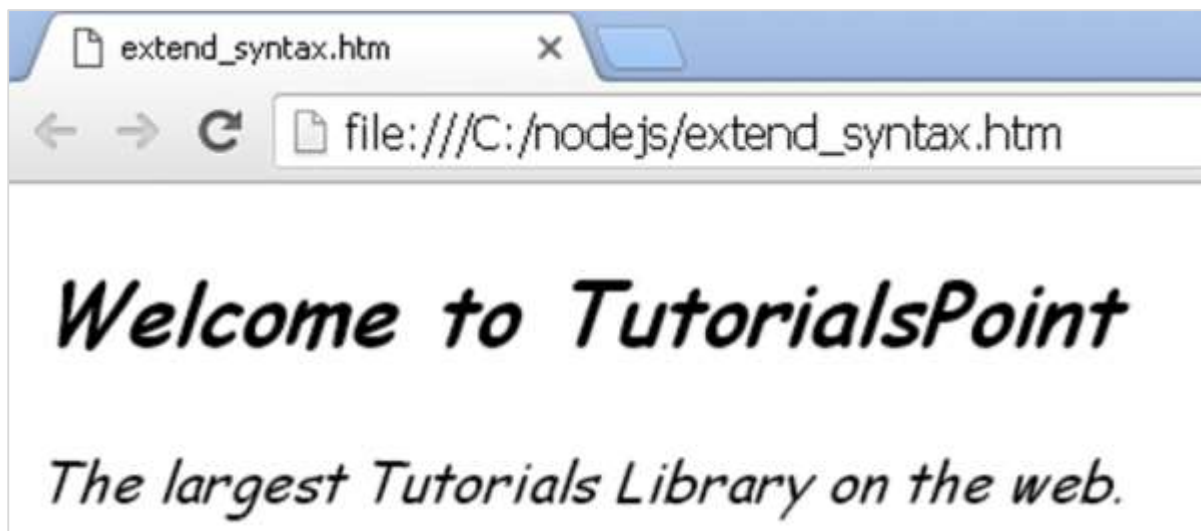 extend_syntax.htm
file:///C:/nodejs/extend_syntax.htm
Welcome to TutorialsPoint
The largest Tutorials Library on the web.